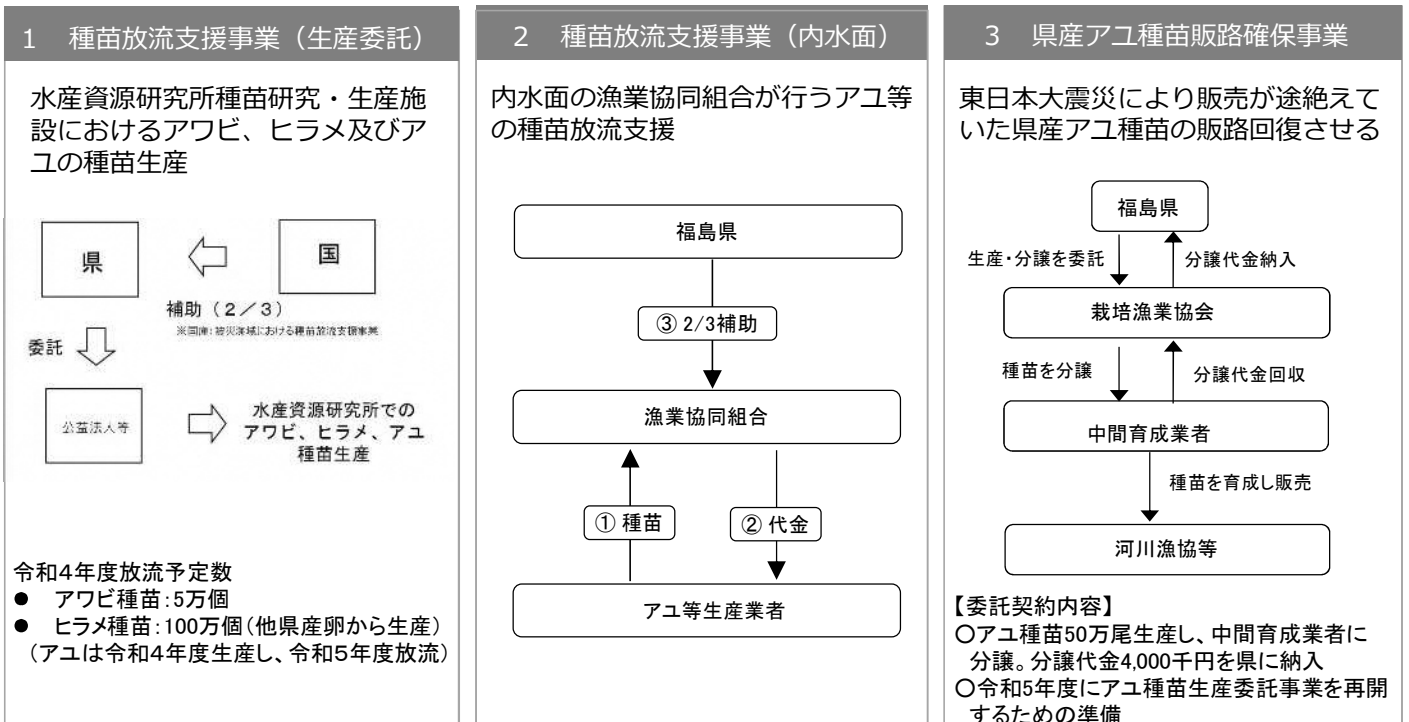 1　種苗放流支援事業（生産委託）
水産資源研究所種苗研究・生産施
設におけるアワビ、ヒラメ及びア
ユの種苗生産
県
国
補助（２／３）
※国庫：被災海域における種苗放流支援事業
委託
公益法人等
水産資源研究所での
アワビ、ヒラメ、アユ
種苗生産
令和４年度放流予定数
●　アワビ種苗：5万個
●　ヒラメ種苗：100万個（他県産卵から生産）
（アユは令和４年度生産し、令和５年度放流）
2　種苗放流支援事業（内水面）
内水面の漁業協同組合が行うアユ等
の種苗放流支援
福島県
③ 2/3補助
漁業協同組合
① 種苗
② 代金
アユ等生産業者
3　県産アユ種苗販路確保事業
東日本大震災により販売が途絶えて
いた県産アユ種苗の販路回復させる
福島県
生産・分譲を委託
分譲代金納入
栽培漁業協会
種苗を分譲
分譲代金回収
中間育成業者
種苗を育成し販売
河川漁協等
【委託契約内容】
〇アユ種苗50万尾生産し、中間育成業者に
分譲。分譲代金4,000千円を県に納入
〇令和5年度にアユ種苗生産委託事業を再開
するための準備